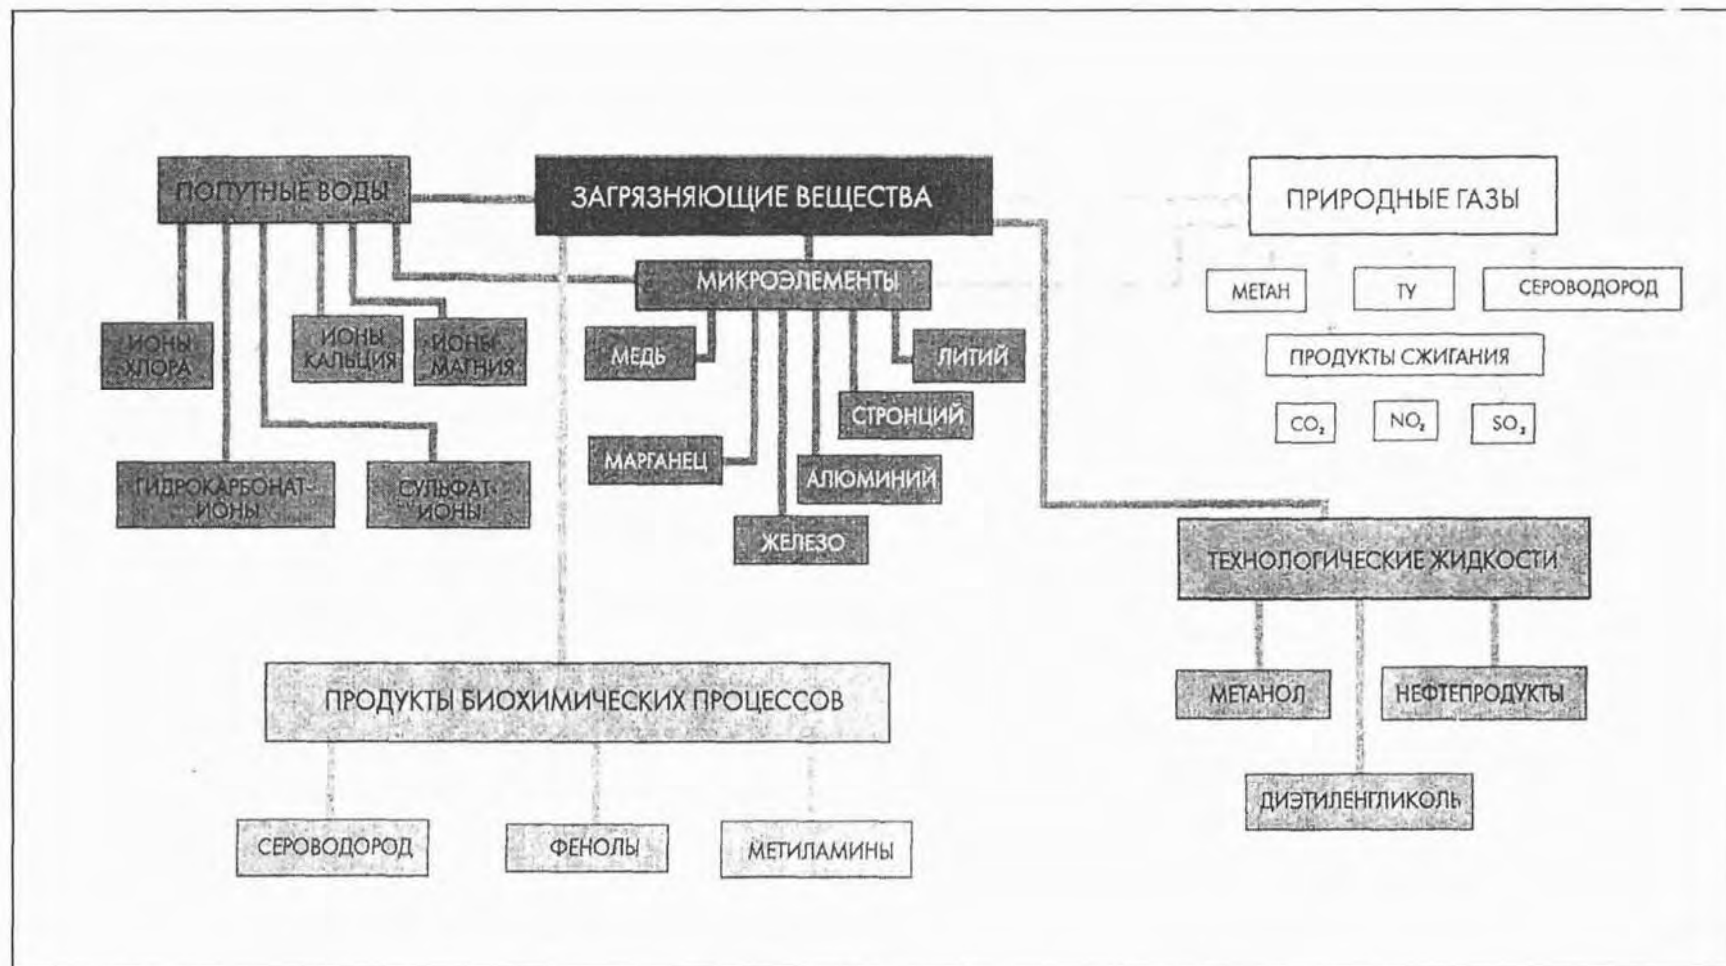 ПОПУТНЫЕ ВОДЫ
ЗАГРЯЗНЯЮЩИЕ ВЕЩЕСТВА
ПРИРОДНЫЕ ГАЗЫ
МИКРОЭЛЕМЕНТЫ
МЕТАН
ТУ
СЕРОВОДОРОД
ИОНЫ
ХЛОРА
ИОНЫ
КАЛЬЦИЯ
ИОНЫ
МАГНИЯ
МЕДЬ
ЛИТИЙ
ПРОДУКТЫ СЖИГАНИЯ
СТРОНЦИЙ
CO₂
NO₂
SO₂
МАРГАНЕЦ
АЛЮМИНИЙ
ГИДРОКАРБОНАТ-
ИОНЫ
СУЛЬФАТ-
ИОНЫ
ЖЕЛЕЗО
ТЕХНОЛОГИЧЕСКИЕ ЖИДКОСТИ
ПРОДУКТЫ БИОХИМИЧЕСКИХ ПРОЦЕССОВ
МЕТАНОЛ
НЕФТЕПРОДУКТЫ
ДИЭТИЛЕНГЛИКОЛЬ
СЕРОВОДОРОД
ФЕНОЛЫ
МЕТИЛАМИНЫ